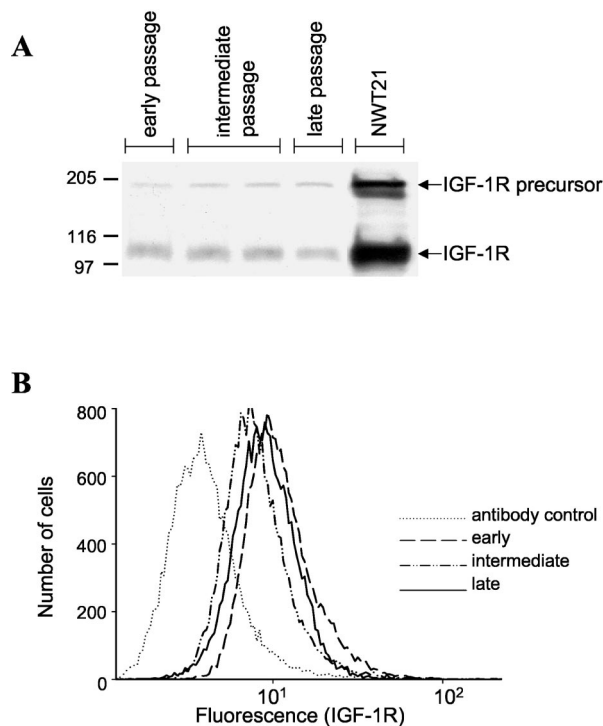 A
early passage
intermediate
passage
late passage
NWT21
205
IGF-1R precursor
116
97
IGF-1R
B
800
600
400
200
0
Number of cells
10¹
10²
Fluorescence (IGF-1R)
antibody control
early
intermediate
late